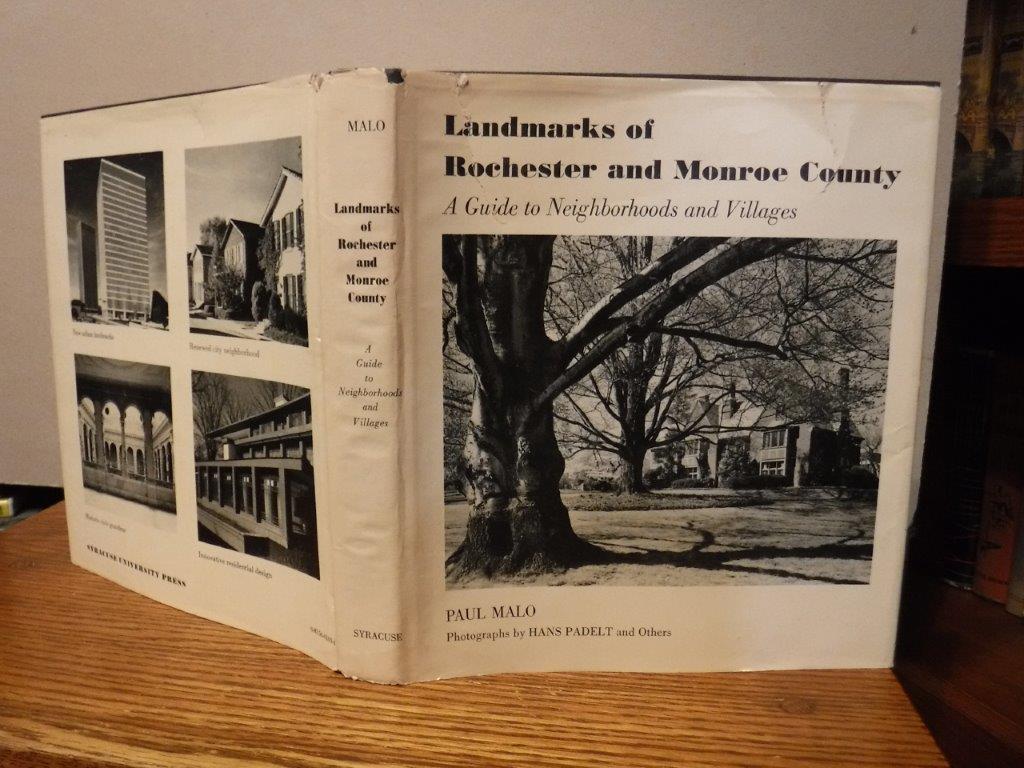 Landmarks of
Rochester and Monroe County
A Guide to Neighborhoods and Villages
PAUL MALO
Photographs by HANS PADELT and Others
MALO
Landmarks
of
Rochester
and
Monroe
County
A
Guide
to
Neighborhoods
and
Villages
SYRACUSE
Renewed city neighborhood
Innovative residential design
SYRACUSE UNIVERSITY PRESS